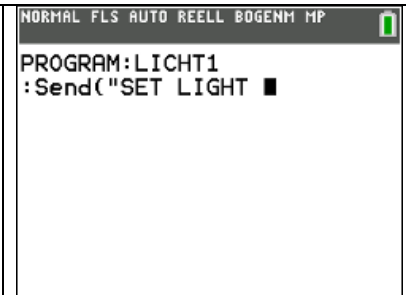 NORMAL FLS AUTO REELL BOGENM MP
PROGRAM:LICHT1
:Send("SET LIGHT